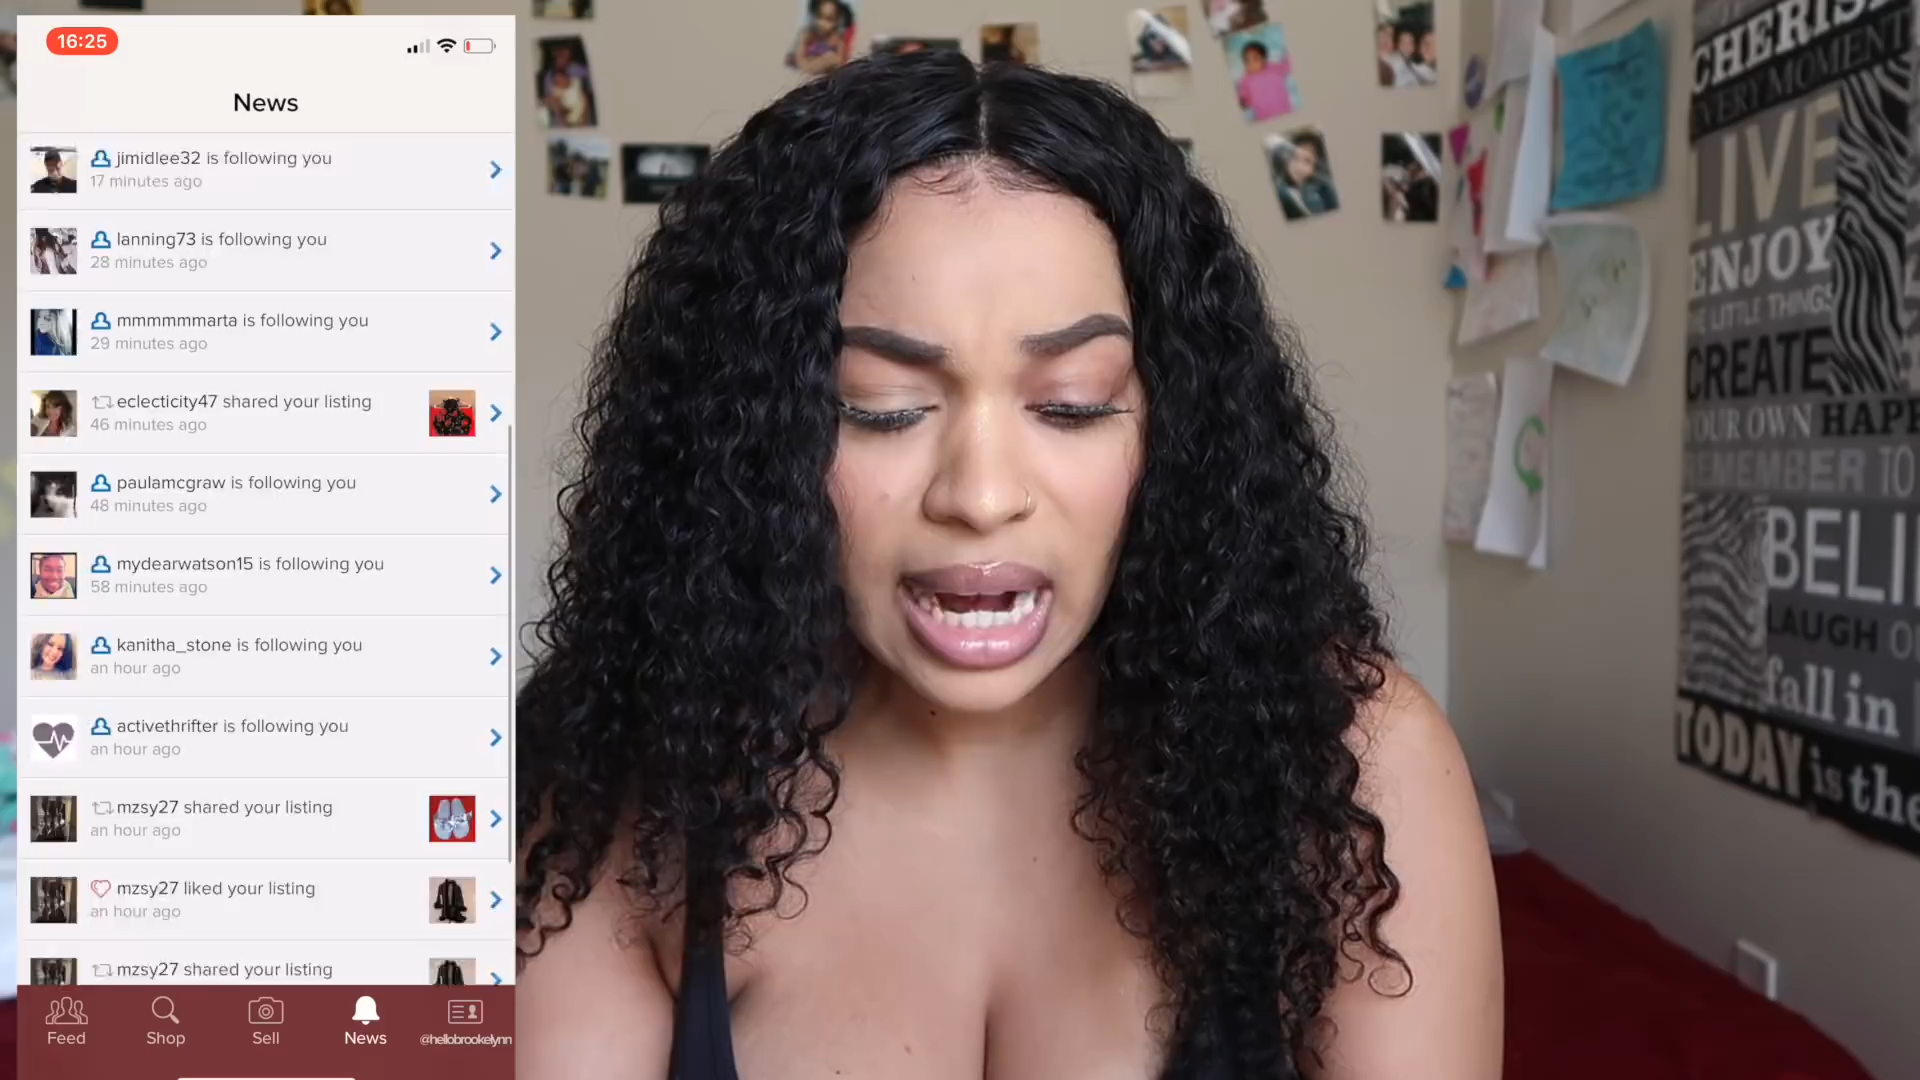 16:25
News
jimidlee32 is following you
17 minutes ago
lanning73 is following you
28 minutes ago
mmmmmmarta is following you
29 minutes ago
eclecticity47 shared your listing
46 minutes ago
paulamcgraw is following you
48 minutes ago
mydearwatson15 is following you
58 minutes ago
kanitha_stone is following you
an hour ago
activethrifter is following you
an hour ago
mzsy27 shared your listing
an hour ago
mzsy27 liked your listing
an hour ago
mzsy27 shared your listing
Feed
Shop
Sell
News
@hellobrookelynn
CHERISH
EVERY MOMENT
LIVE
ENJOY
THE LITTLE THINGS
CREATE
YOUR OWN HAPP
REMEMBER TO
BELI
LAUGH
fall in
TODAY is the